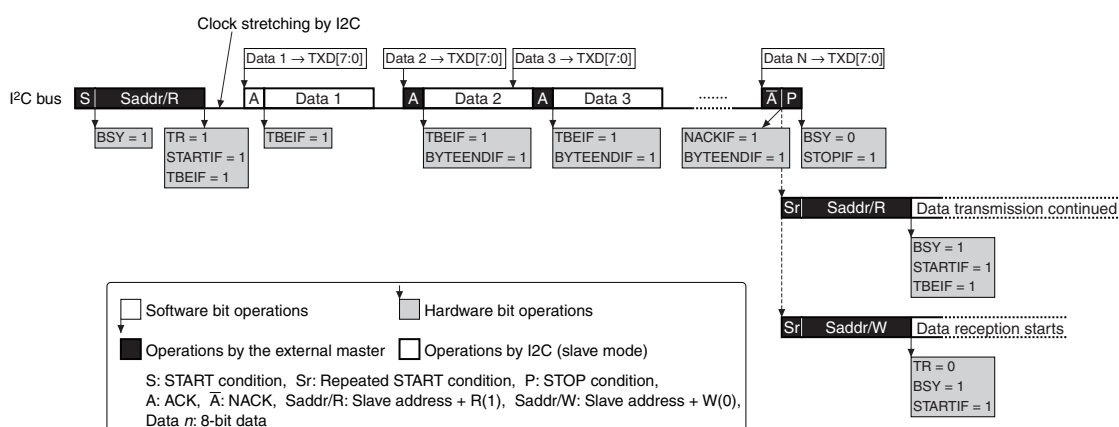 Clock stretching by I2C
Data 1 → TXD[7:0]
Data 2 → TXD[7:0]
Data 3 → TXD[7:0]
Data N → TXD[7:0]
I²C bus
S Saddr/R A Data 1 A Data 2 A Data 3 ........ A̅ P
BSY = 1
TR = 1
STARTIF = 1
TBEIF = 1
TBEIF = 1
TBEIF = 1
BYTEENDIF = 1
TBEIF = 1
BYTEENDIF = 1
NACKIF = 1
BYTEENDIF = 1
BSY = 0
STOPIF = 1
Sr Saddr/R Data transmission continued
BSY = 1
STARTIF = 1
TBEIF = 1
Sr Saddr/W Data reception starts
TR = 0
BSY = 1
STARTIF = 1
Software bit operations
Hardware bit operations
Operations by the external master
Operations by I2C (slave mode)
S: START condition, Sr: Repeated START condition, P: STOP condition,
A: ACK, A̅: NACK, Saddr/R: Slave address + R(1), Saddr/W: Slave address + W(0),
Data n: 8-bit data